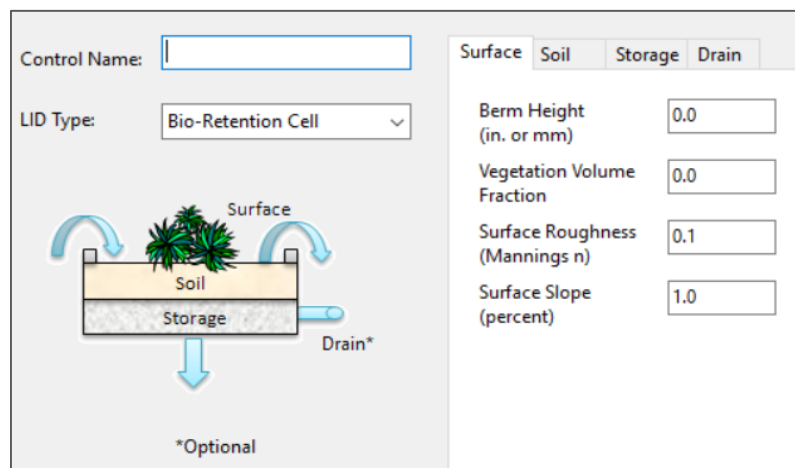 Control Name:
LID Type:
Bio-Retention Cell
Surface
Soil
Storage
Drain*
*Optional
Surface Soil Storage Drain
Berm Height
(in. or mm)
0.0
Vegetation Volume
Fraction
0.0
Surface Roughness
(Mannings n)
0.1
Surface Slope
(percent)
1.0